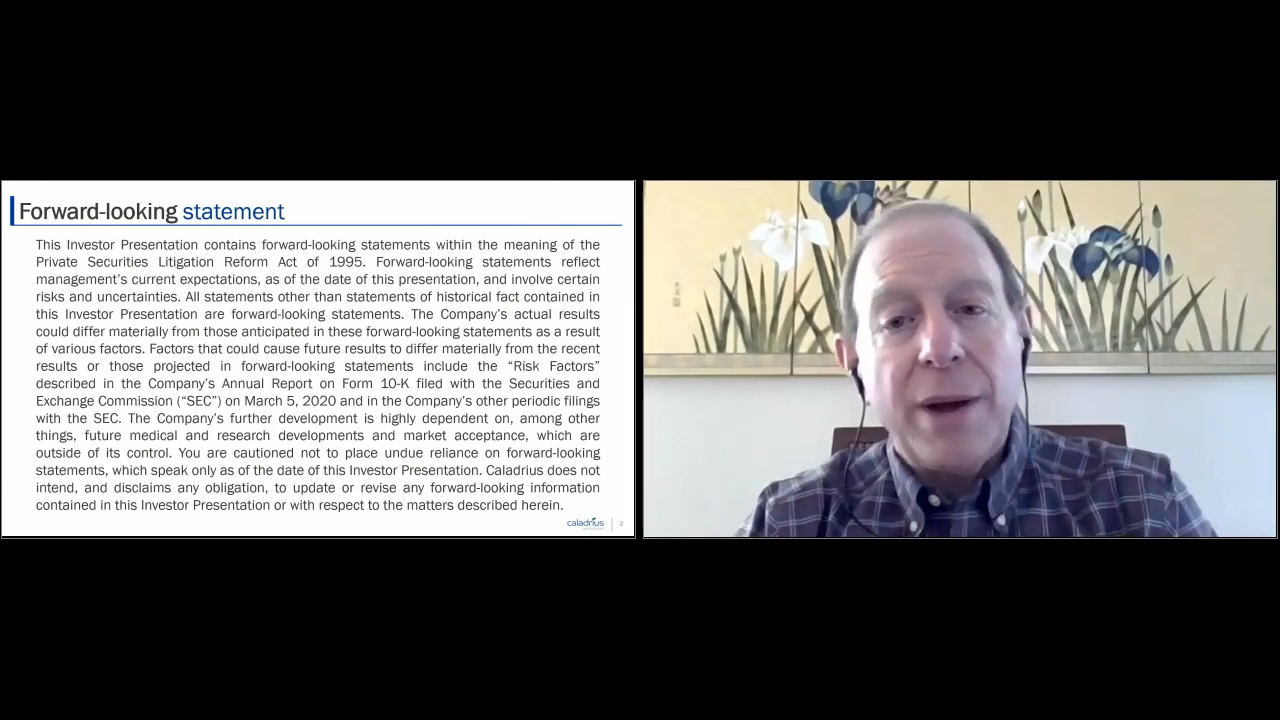 Forward-looking statement
This Investor Presentation contains forward-looking statements within the meaning of the
Private Securities Litigation Reform Act of 1995. Forward-looking statements reflect
management's current expectations, as of the date of this presentation, and involve certain
risks and uncertainties. All statements other than statements of historical fact contained in
this Investor Presentation are forward-looking statements. The Company's actual results
could differ materially from those anticipated in these forward-looking statements as a result
of various factors. Factors that could cause future results to differ materially from the recent
results or those projected in forward-looking statements include the “Risk Factors”
described in the Company's Annual Report on Form 10-K filed with the Securities and
Exchange Commission (“SEC”) on March 5, 2020 and in the Company's other periodic filings
with the SEC. The Company's further development is highly dependent on, among other
things, future medical and research developments and market acceptance, which are
outside of its control. You are cautioned not to place undue reliance on forward-looking
statements, which speak only as of the date of this Investor Presentation. Caladrius does not
intend, and disclaims any obligation, to update or revise any forward-looking information
contained in this Investor Presentation or with respect to the matters described herein.
caladrius
2